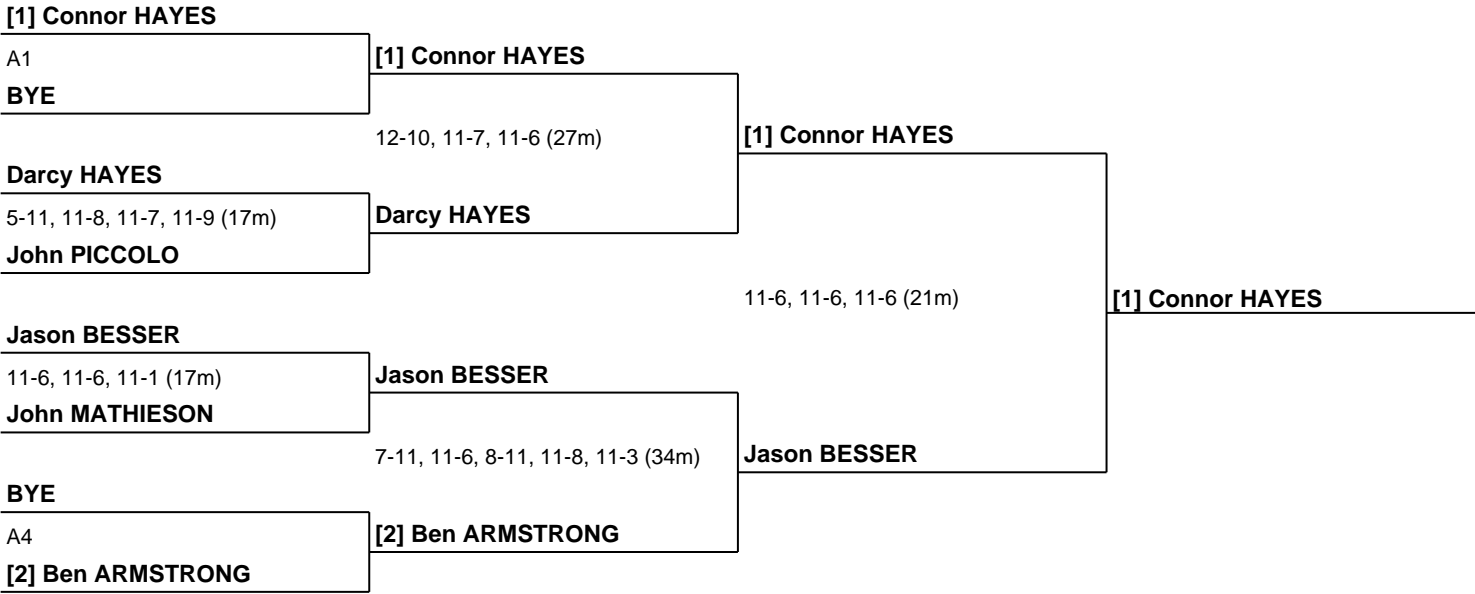 [1] Connor HAYES
A1
BYE
Darcy HAYES
5-11, 11-8, 11-7, 11-9 (17m)
John PICCOLO
Jason BESSER
11-6, 11-6, 11-1 (17m)
John MATHIESON
BYE
A4
[2] Ben ARMSTRONG
[1] Connor HAYES
12-10, 11-7, 11-6 (27m)
Darcy HAYES
Jason BESSER
7-11, 11-6, 8-11, 11-8, 11-3 (34m)
[2] Ben ARMSTRONG
[1] Connor HAYES
11-6, 11-6, 11-6 (21m)
Jason BESSER
[1] Connor HAYES